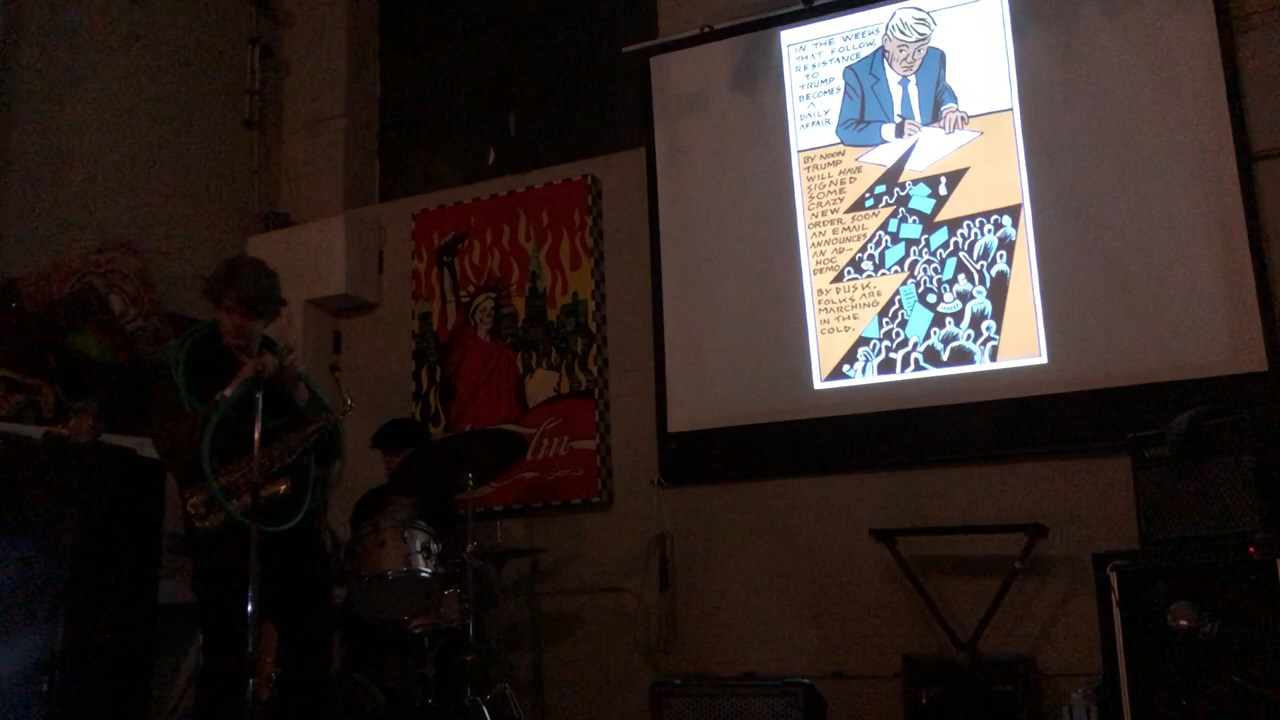 IN THE WEEKS
THAT FOLLOW,
RESISTANCE
TO
TRUMP
BECOMES
A
DAILY
AFFAIR.
BY NOON
TRUMP
WILL HAVE
SIGNED
SOME
CRAZY
NEW
ORDER SOON
AN EMAIL
ANNOUNCES
AN AD-
HOC
DEMO.
BY DUSK,
FOLKS ARE
MARCHING
IN THE
COLD.